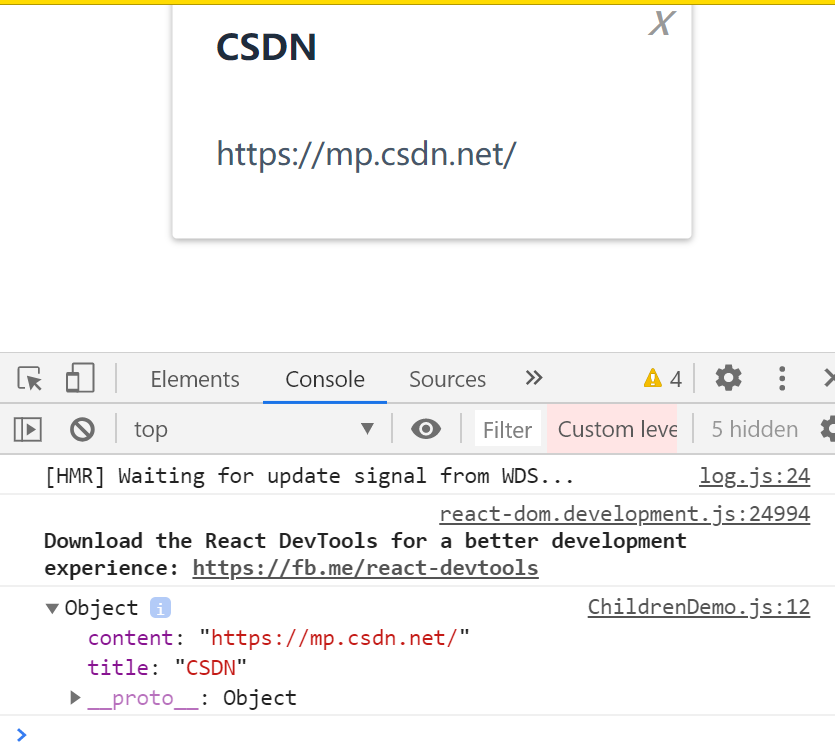 X
CSDN
https://mp.csdn.net/
Elements Console Sources 4
top Filter Custom leve 5 hidden
[HMR] Waiting for update signal from WDS... log.js:24
react-dom.development.js:24994
Download the React DevTools for a better development
experience: https://fb.me/react-devtools
Object i ChildrenDemo.js:12
content: "https://mp.csdn.net/"
title: "CSDN"
__proto__: Object